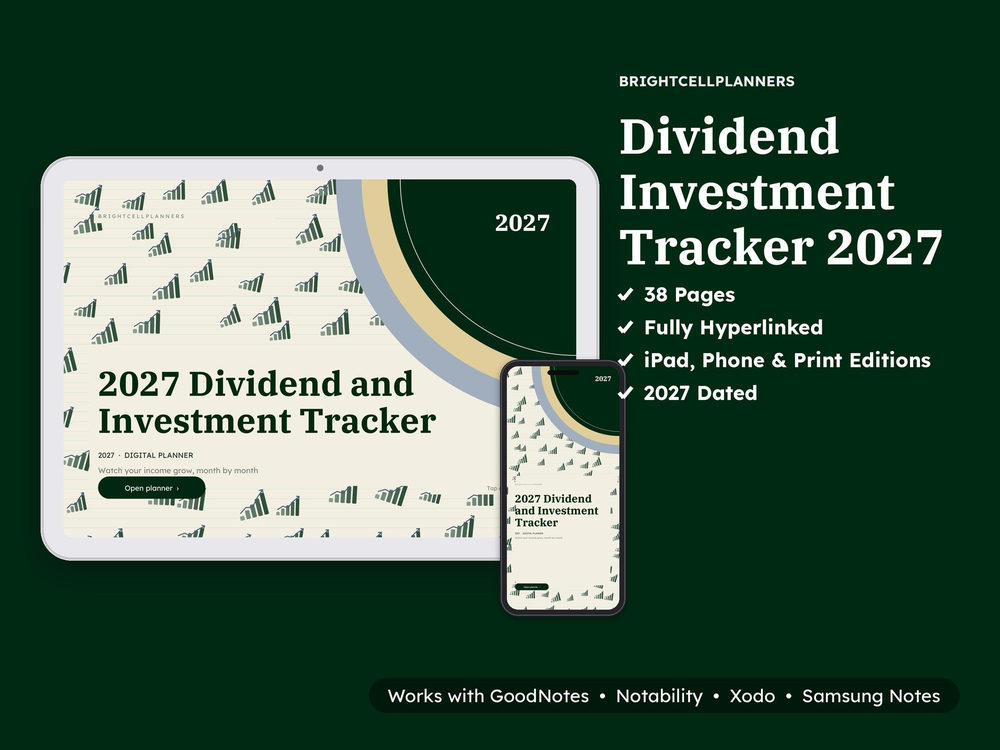 BRIGHTCELLPLANNERS
Dividend
Investment
Tracker 2027
38 Pages
Fully Hyperlinked
iPad, Phone & Print Editions
2027 Dated
BRIGHTCELLPLANNERS
2027
2027 Dividend and
Investment Tracker
2027 · DIGITAL PLANNER
Watch your income grow, month by month
Open planner ›
Tap
2027
2027 Dividend
and Investment
Tracker
Works with GoodNotes • Notability • Xodo • Samsung Notes